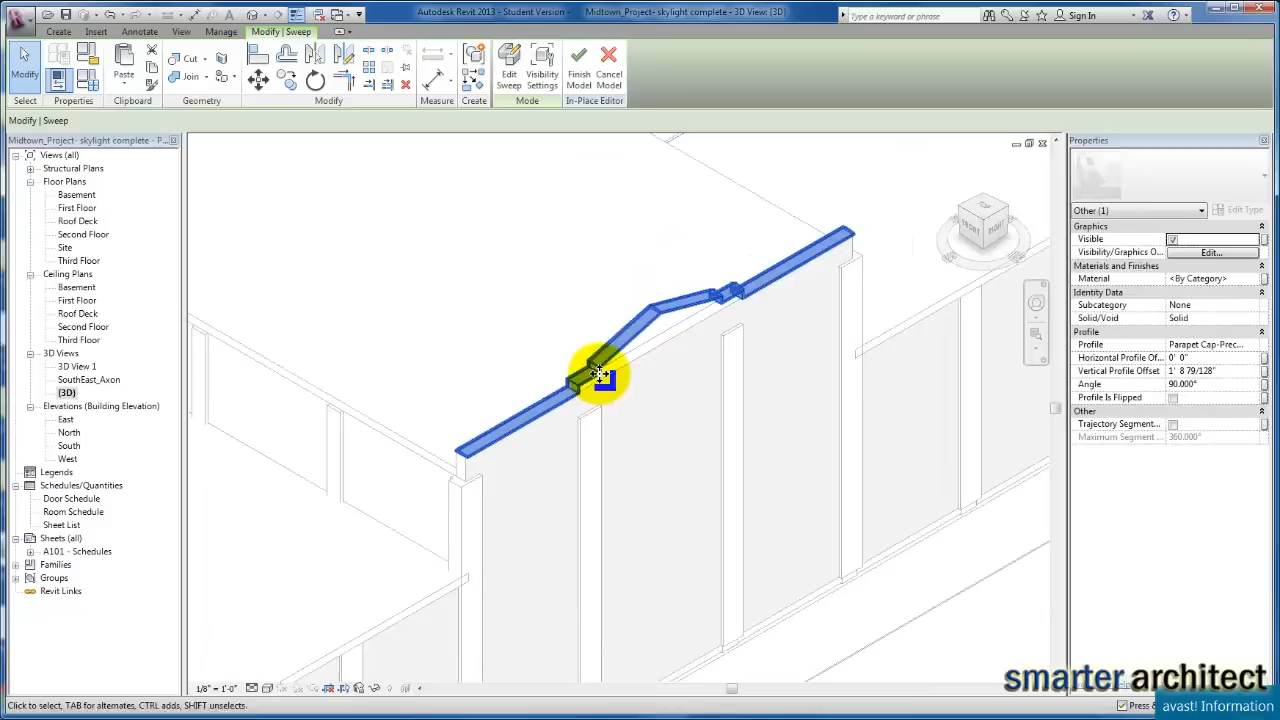 Autodesk Revit 2013 - Student Version - Midtown_Project- skylight complete - 3D View: {3D}
Type a keyword or phrase
Sign In
Create Insert Annotate View Manage Modify | Sweep
Modify
Paste
Cut
Join
Edit Sweep
Visibility Settings
Finish Model
Cancel Model
Select Properties Clipboard Geometry Modify Measure Create Mode In-Place Editor
Modify | Sweep
Midtown_Project- skylight complete - P...
Views (all)
Structural Plans
Floor Plans
Basement
First Floor
Roof Deck
Second Floor
Site
Third Floor
Ceiling Plans
Basement
First Floor
Roof Deck
Second Floor
Third Floor
3D Views
3D View 1
SouthEast_Axon
{3D}
Elevations (Building Elevation)
East
North
South
West
Legends
Schedules/Quantities
Door Schedule
Room Schedule
Sheet List
Sheets (all)
A101 - Schedules
Families
Groups
Revit Links
TOP
FRONT
RIGHT
Properties
Other (1)
Edit Type
Graphics
Visible
Visibility/Graphics O...
Edit...
Materials and Finishes
Material <By Category>
Identity Data
Subcategory None
Solid/Void Solid
Profile
Profile Parapet Cap-Prec...
Horizontal Profile Of... 0' 0"
Vertical Profile Offset 1' 8 79/128"
Angle 90.000°
Profile Is Flipped
Other
Trajectory Segment...
Maximum Segment ... 360.000°
1/8" = 1'-0"
smarter architect
Click to select, TAB for alternates, CTRL adds, SHIFT unselects.
Press &
avast! Information